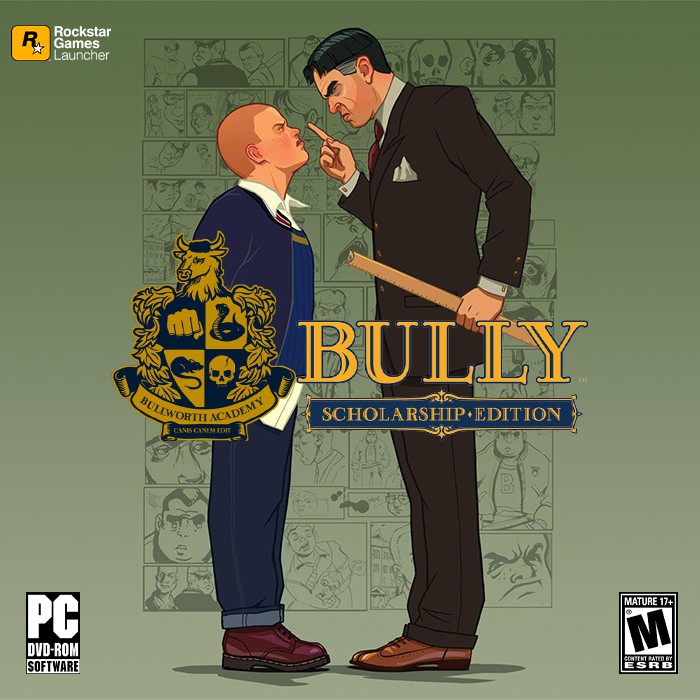 R★
Rockstar
Games
Launcher
BULLY
™
SCHOLARSHIP·EDITION
BULLWORTH ACADEMY
CANIS CANEM EDIT
B
PC
DVD-ROM
SOFTWARE
MATURE 17+
M
CONTENT RATED BY
ESRB